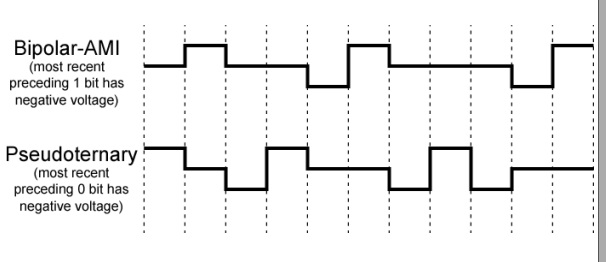 Bipolar-AMI
(most recent
preceding 1 bit has
negative voltage)
Pseudoternary
(most recent
preceding 0 bit has
negative voltage)